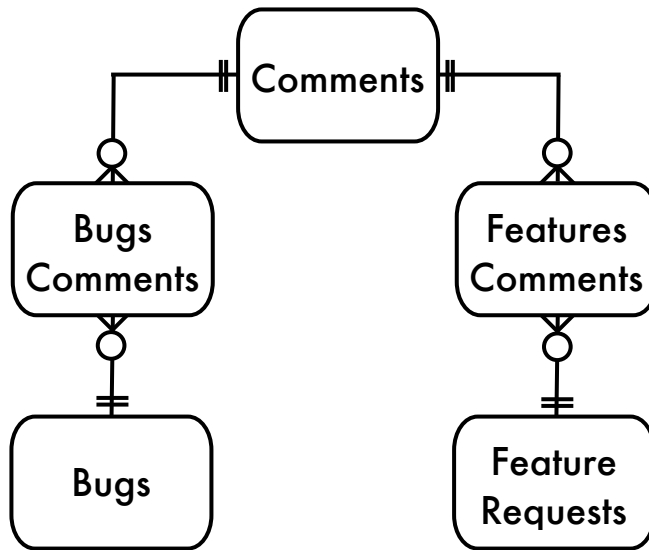 Comments
Bugs
Comments
Features
Comments
Bugs
Feature
Requests